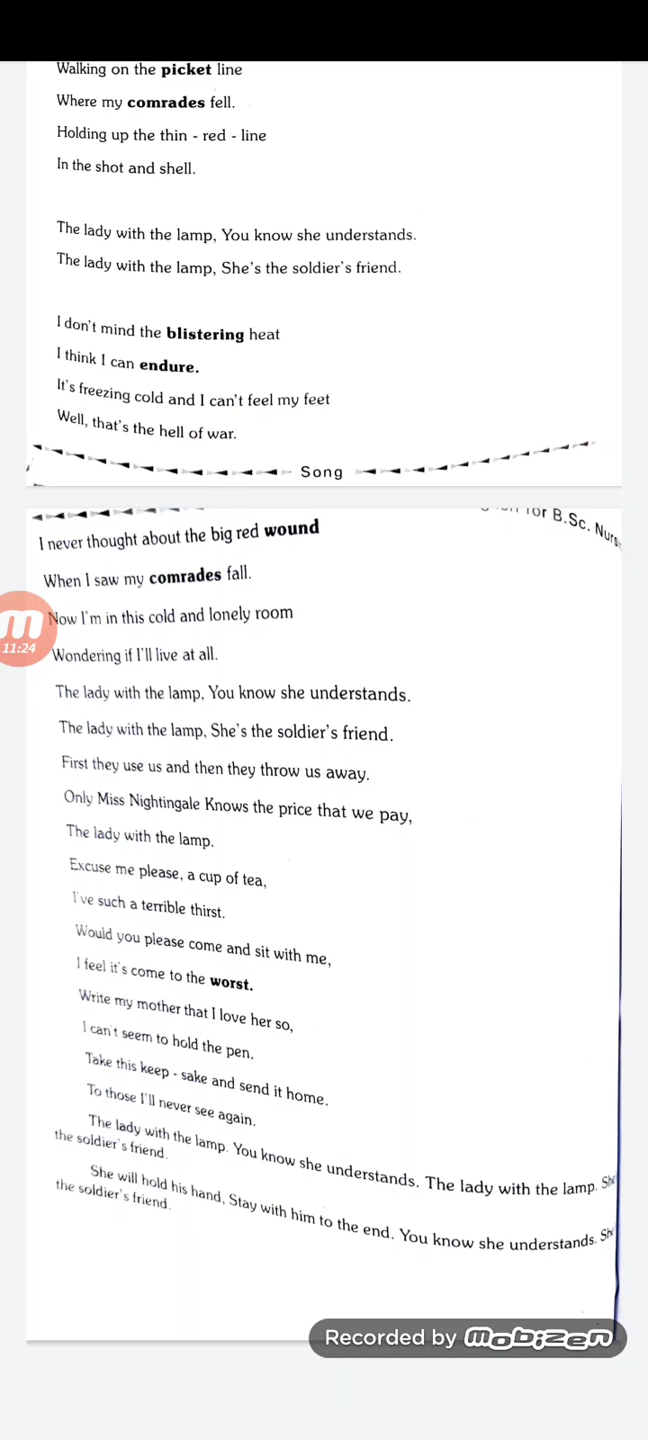 Walking on the picket line
Where my comrades fell.
Holding up the thin - red - line
In the shot and shell.
The lady with the lamp, You know she understands.
The lady with the lamp, She's the soldier's friend.
I don't mind the blistering heat
I think I can endure.
It's freezing cold and I can't feel my feet
Well, that's the hell of war.
Song
for B.Sc. Nurs
I never thought about the big red wound
When I saw my comrades fall.
Now I'm in this cold and lonely room
11:24
Wondering if I'll live at all.
The lady with the lamp, You know she understands.
The lady with the lamp, She's the soldier's friend.
First they use us and then they throw us away.
Only Miss Nightingale Knows the price that we pay,
The lady with the lamp.
Excuse me please, a cup of tea,
I've such a terrible thirst.
Would you please come and sit with me,
I feel it's come to the worst.
Write my mother that I love her so,
I can't seem to hold the pen.
Take this keep - sake and send it home.
To those I'll never see again.
The lady with the lamp. You know she understands. The lady with the lamp. She
the soldier's friend.
She will hold his hand, Stay with him to the end. You know she understands. She
the soldier's friend.
Recorded by mobizen